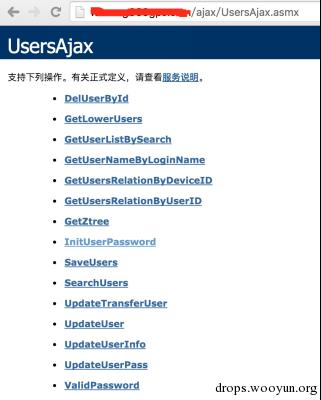 /ajax/UsersAjax.asmx
UsersAjax
支持下列操作。有关正式定义，请查看服务说明。
DelUserById
GetLowerUsers
GetUserListBySearch
GetUserNameByLoginName
GetUsersRelationByDeviceID
GetUsersRelationByUserID
GetZtree
InitUserPassword
SaveUsers
SearchUsers
UpdateTransferUser
UpdateUser
UpdateUserInfo
UpdateUserPass
ValidPassword
drops.wooyun.org